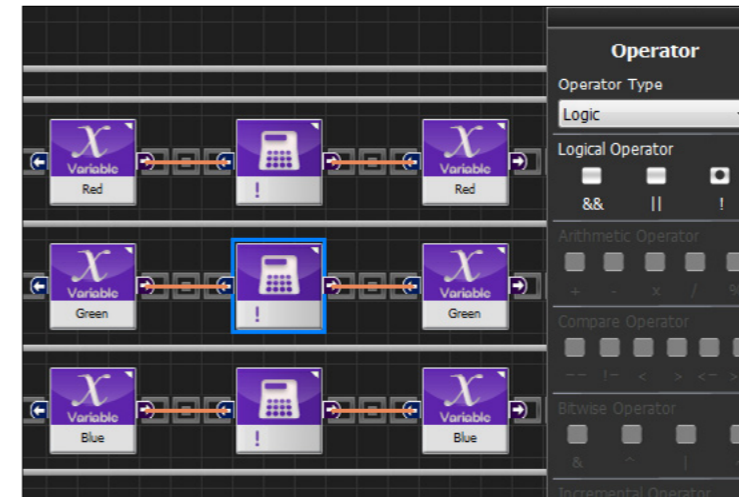 Operator
Operator Type
Logic
Logical Operator
&& || !
Arithmetic Operator
+ - x / %
Compare Operator
== != < > <= >
Bitwise Operator
& ^ |
Incremental Operator
X X
Variable Variable
Red ! Red
X X
Variable Variable
Green ! Green
X X
Variable Variable
Blue ! Blue